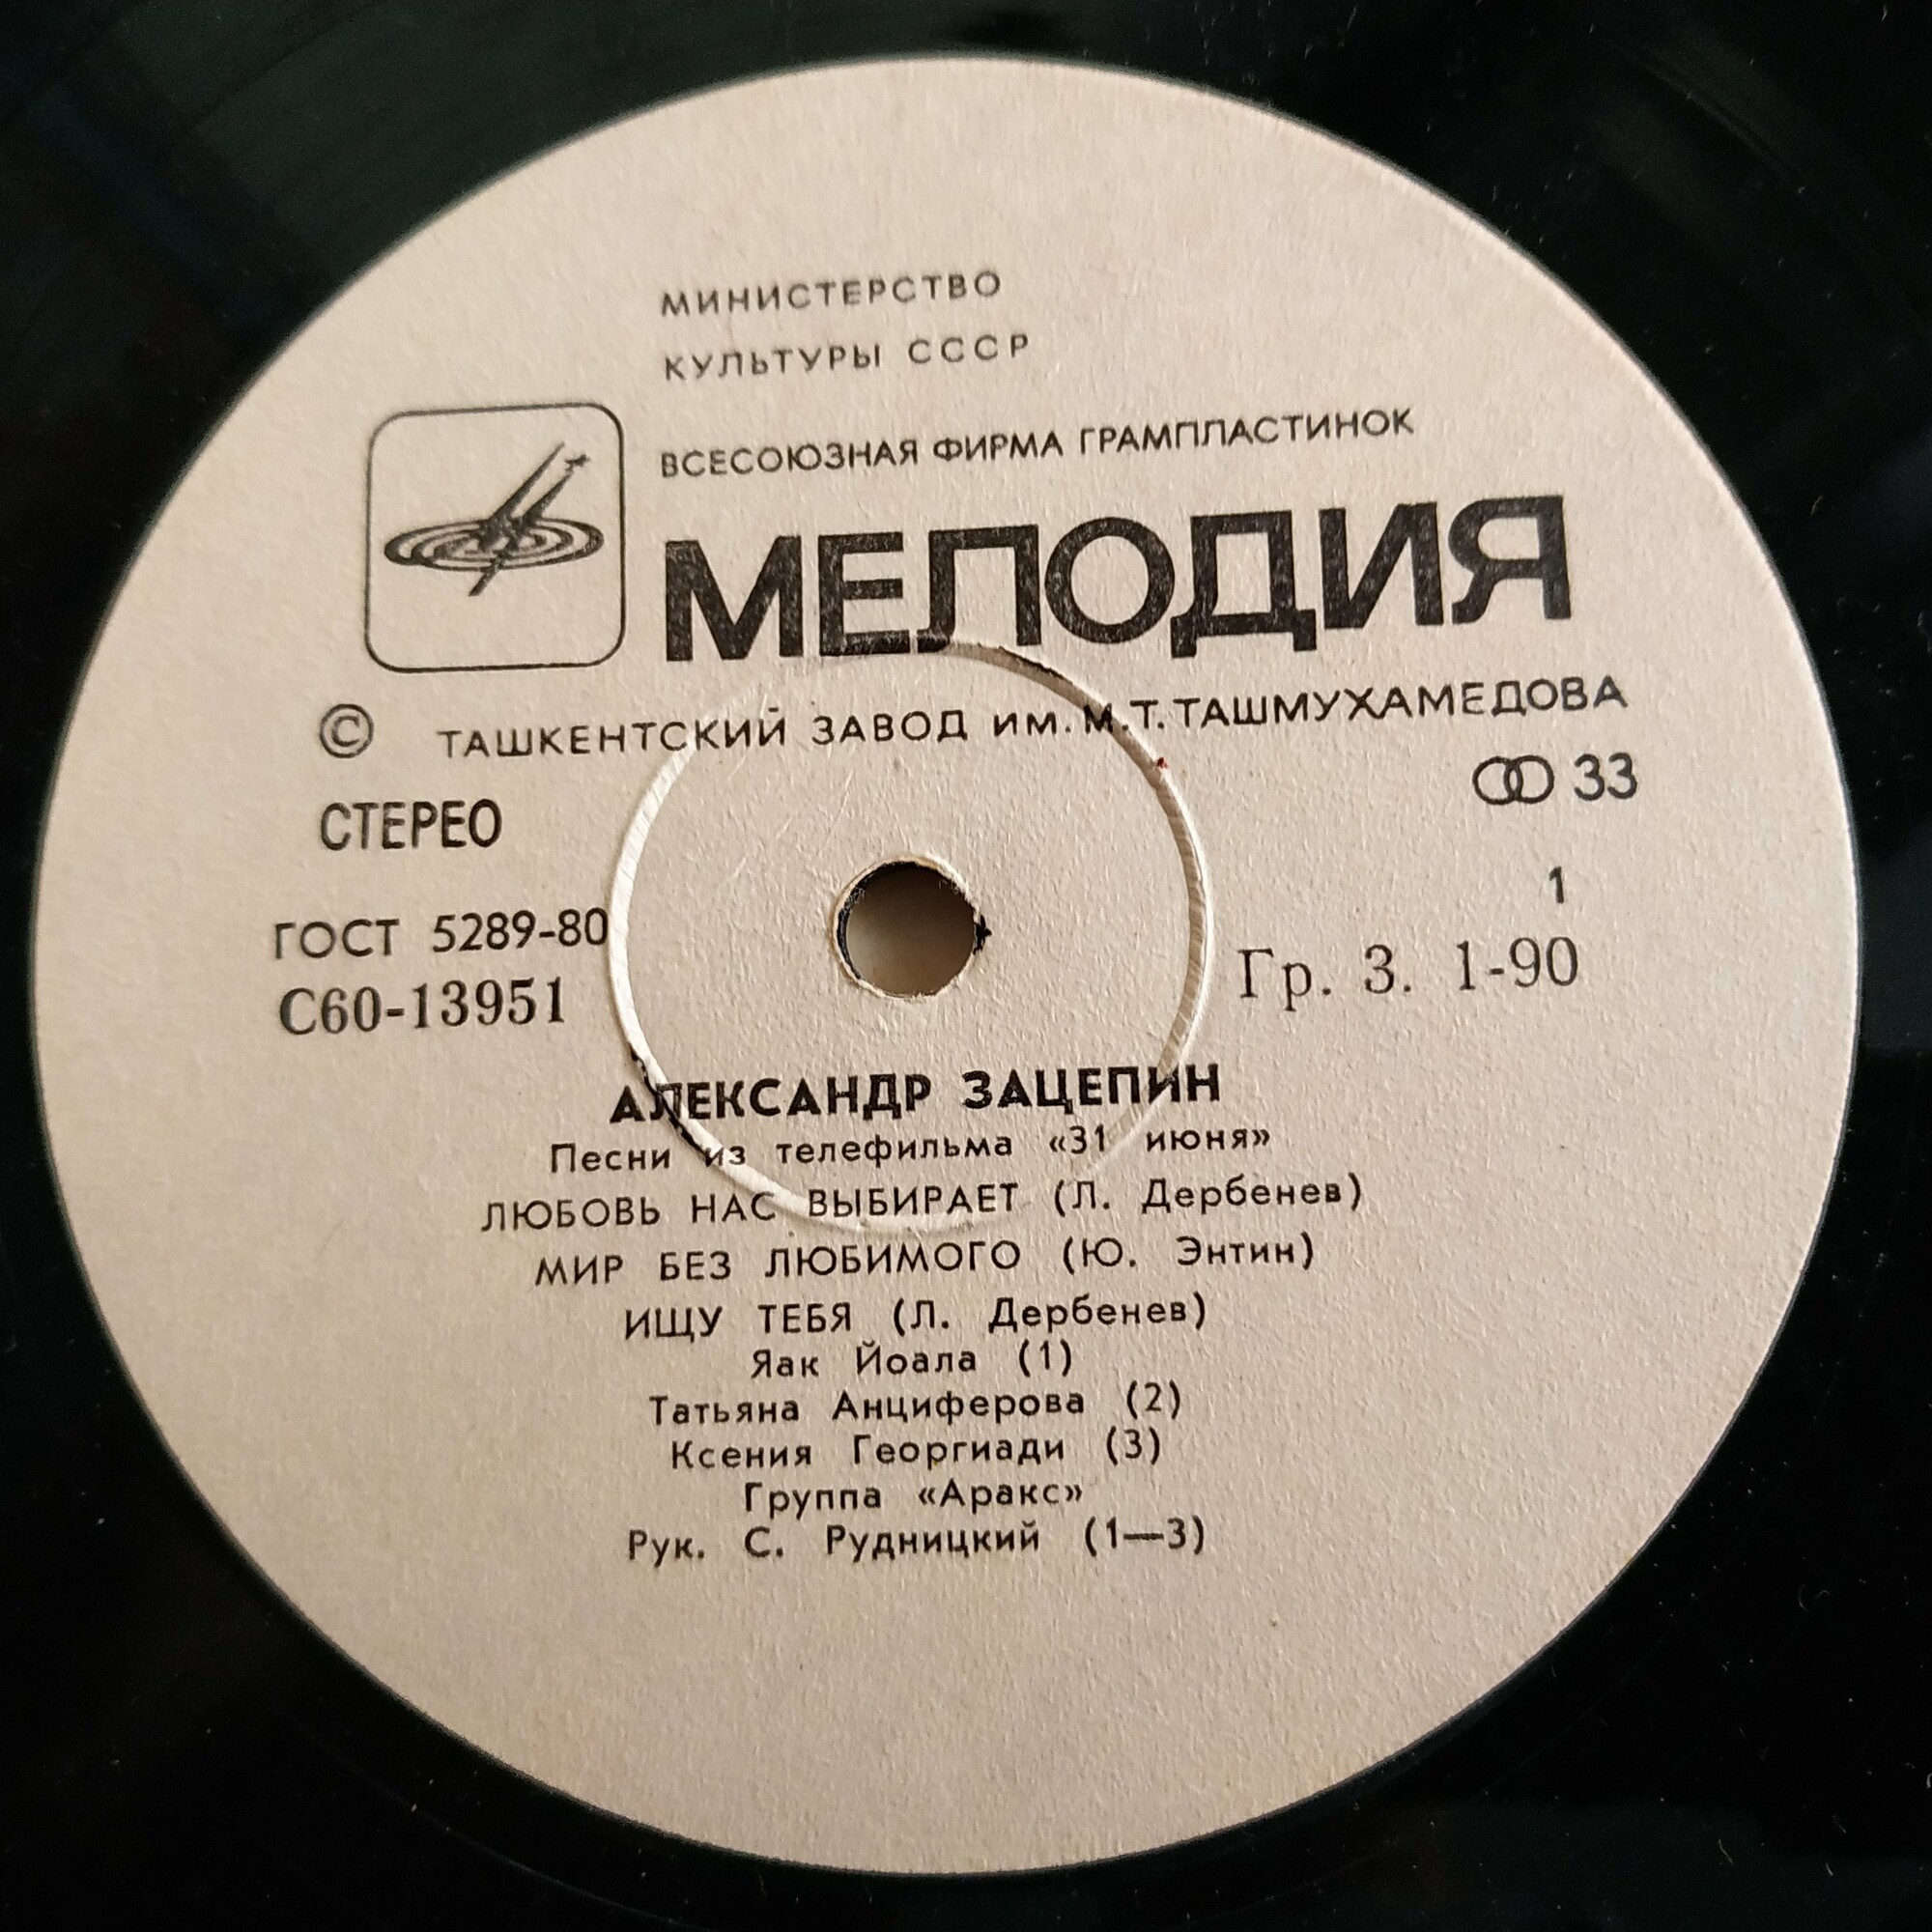 МИНИСТЕРСТВО
КУЛЬТУРЫ СССР
ВСЕСОЮЗНАЯ ФИРМА ГРАМПЛАСТИНОК
МЕЛОДИЯ
© ТАШКЕНТСКИЙ ЗАВОД ИМ. М.Т. ТАШМУХАМЕДОВА
СТЕРЕО
33
ГОСТ 5289-80
1
С60-13951
Гр. 3. 1-90
АЛЕКСАНДР ЗАЦЕПИН
Песни из телефильма «31 июня»
ЛЮБОВЬ НАС ВЫБИРАЕТ (Л. Дербенев)
МИР БЕЗ ЛЮБИМОГО (Ю. Энтин)
ИЩУ ТЕБЯ (Л. Дербенев)
Яак Йоала (1)
Татьяна Анциферова (2)
Ксения Георгиади (3)
Группа «Аракс»
Рук. С. Рудницкий (1—3)